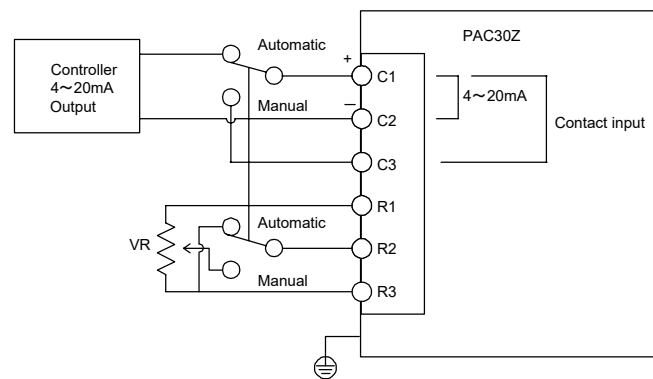 PAC30Z
Controller
4～20mA
Output
Automatic
Manual
+
−
C1
C2
C3
4～20mA
Contact input
R1
R2
R3
VR
Automatic
Manual